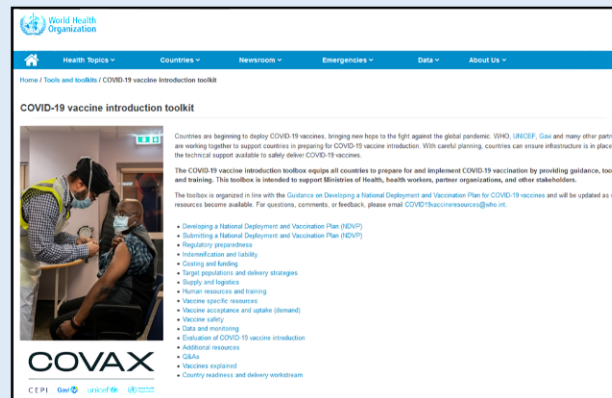 World Health
Organization
Health Topics
Countries
Newsroom
Emergencies
Data
About Us
Home / Tools and toolkits / COVID-19 vaccine introduction toolkit
COVID-19 vaccine introduction toolkit
Countries are beginning to deploy COVID-19 vaccines, bringing new hope to the fight against the global pandemic. WHO, UNICEF, Gavi and many other partn
are working together to support countries in preparing for COVID-19 vaccine introduction. With careful planning, countries can ensure infrastructure is in place
the technical support available to safely deliver COVID-19 vaccines.
The COVID-19 vaccine introduction toolbox equips all countries to prepare for and implement COVID-19 vaccination by providing guidance, too
and training. This toolbox is intended to support Ministries of Health, health workers, partner organizations, and other stakeholders.
The toolbox is organized in line with the Guidance on Developing a National Deployment and Vaccination Plan for COVID-19 vaccines and will be updated as
resources become available. For questions, comments, or feedback, please email COVID19vaccineresources@who.int.
• Developing a National Deployment and Vaccination Plan (NDVP)
• Submitting a National Deployment and Vaccination Plan (NDVP)
• Regulatory preparedness
• Indemnification and liability
• Costing and funding
• Target populations and delivery strategies
• Supply and logistics
• Human resources and training
• Vaccine specific resources
• Vaccine acceptance and uptake (demand)
• Vaccine safety
• Data and monitoring
• Evaluation of COVID-19 vaccine introduction
• Additional resources
• Q&As
• Vaccines explained
• Country readiness and delivery workstream
COVAX
CEPI Gavi unicef